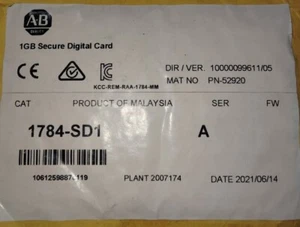 AB
1GB Secure Digital Card
DIR / VER. 10000099611/05
MAT NO PN-52920
KCC-REM-RAA-1784-MM
CAT PRODUCT OF MALAYSIA SER FW
1784-SD1 A
PLANT 2007174 DATE 2021/06/14